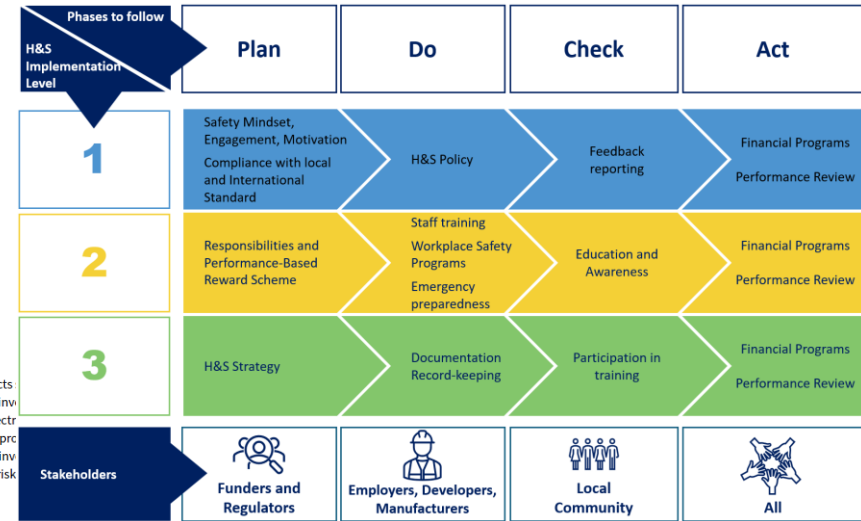 Phases to follow
H&S
Implementation
Level
Plan
Do
Check
Act
1
Safety Mindset,
Engagement, Motivation
Compliance with local
and International
Standard
H&S Policy
Feedback
reporting
Financial Programs
Performance Review
2
Responsibilities and
Performance-Based
Reward Scheme
Staff training
Workplace Safety
Programs
Emergency
preparedness
Education and
Awareness
Financial Programs
Performance Review
3
H&S Strategy
Documentation
Record-keeping
Participation in
training
Financial Programs
Performance Review
Stakeholders
Funders and
Regulators
Employers, Developers,
Manufacturers
Local
Community
All